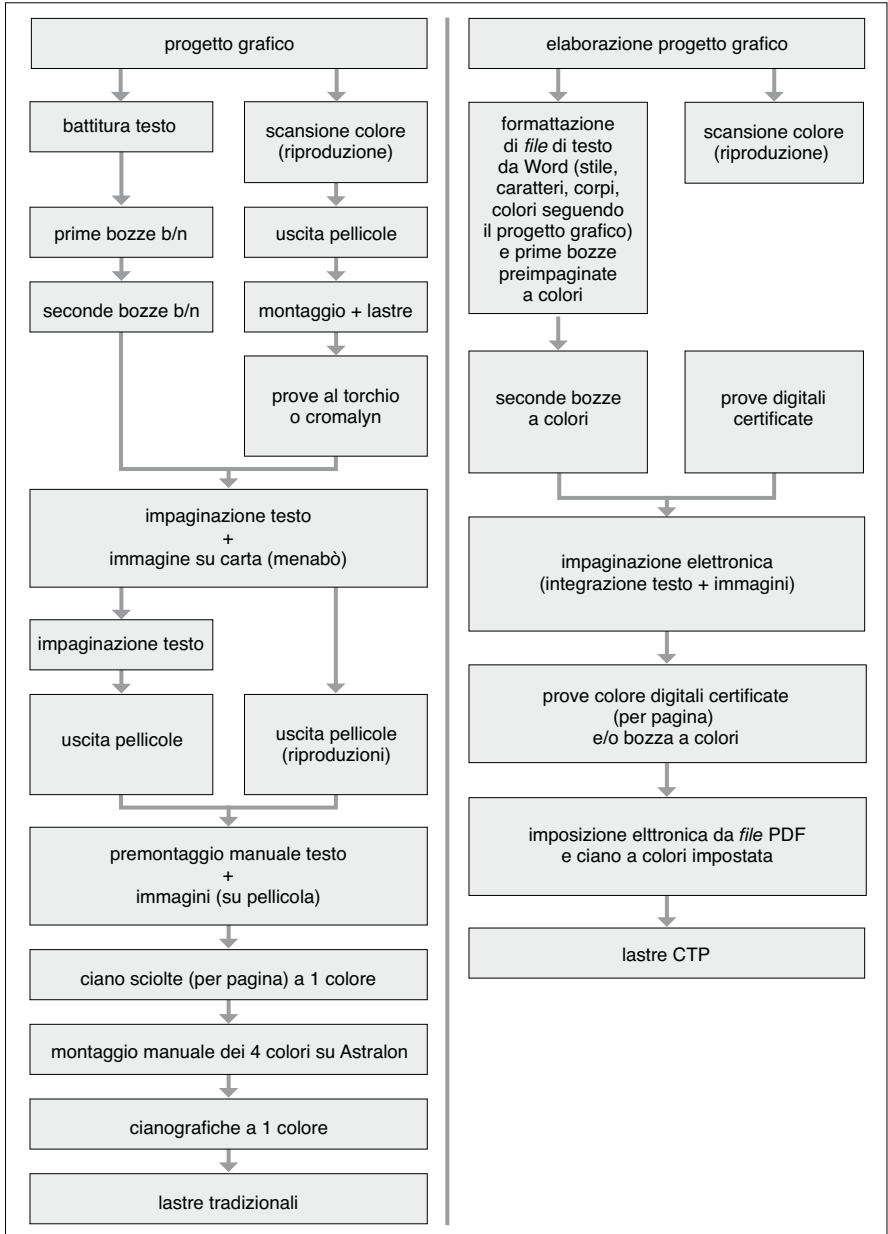 progetto grafico
battitura testo
scansione colore
(riproduzione)
prime bozze b/n
uscita pellicole
seconde bozze b/n
montaggio + lastre
prove al torchio
o cromalyn
impaginazione testo
+
immagine su carta (menabò)
impaginazione testo
uscita pellicole
uscita pellicole
(riproduzioni)
premontaggio manuale testo
+
immagini (su pellicola)
ciano sciolte (per pagina) a 1 colore
montaggio manuale dei 4 colori su Astralon
cianografiche a 1 colore
lastre tradizionali
elaborazione progetto grafico
formattazione
di file di testo
da Word (stile,
caratteri, corpi,
colori seguendo
il progetto grafico)
e prime bozze
preimpaginate
a colori
scansione colore
(riproduzione)
seconde bozze
a colori
prove digitali
certificate
impaginazione elettronica
(integrazione testo + immagini)
prove colore digitali certificate
(per pagina)
e/o bozza a colori
imposizione elttronica da file PDF
e ciano a colori impostata
lastre CTP